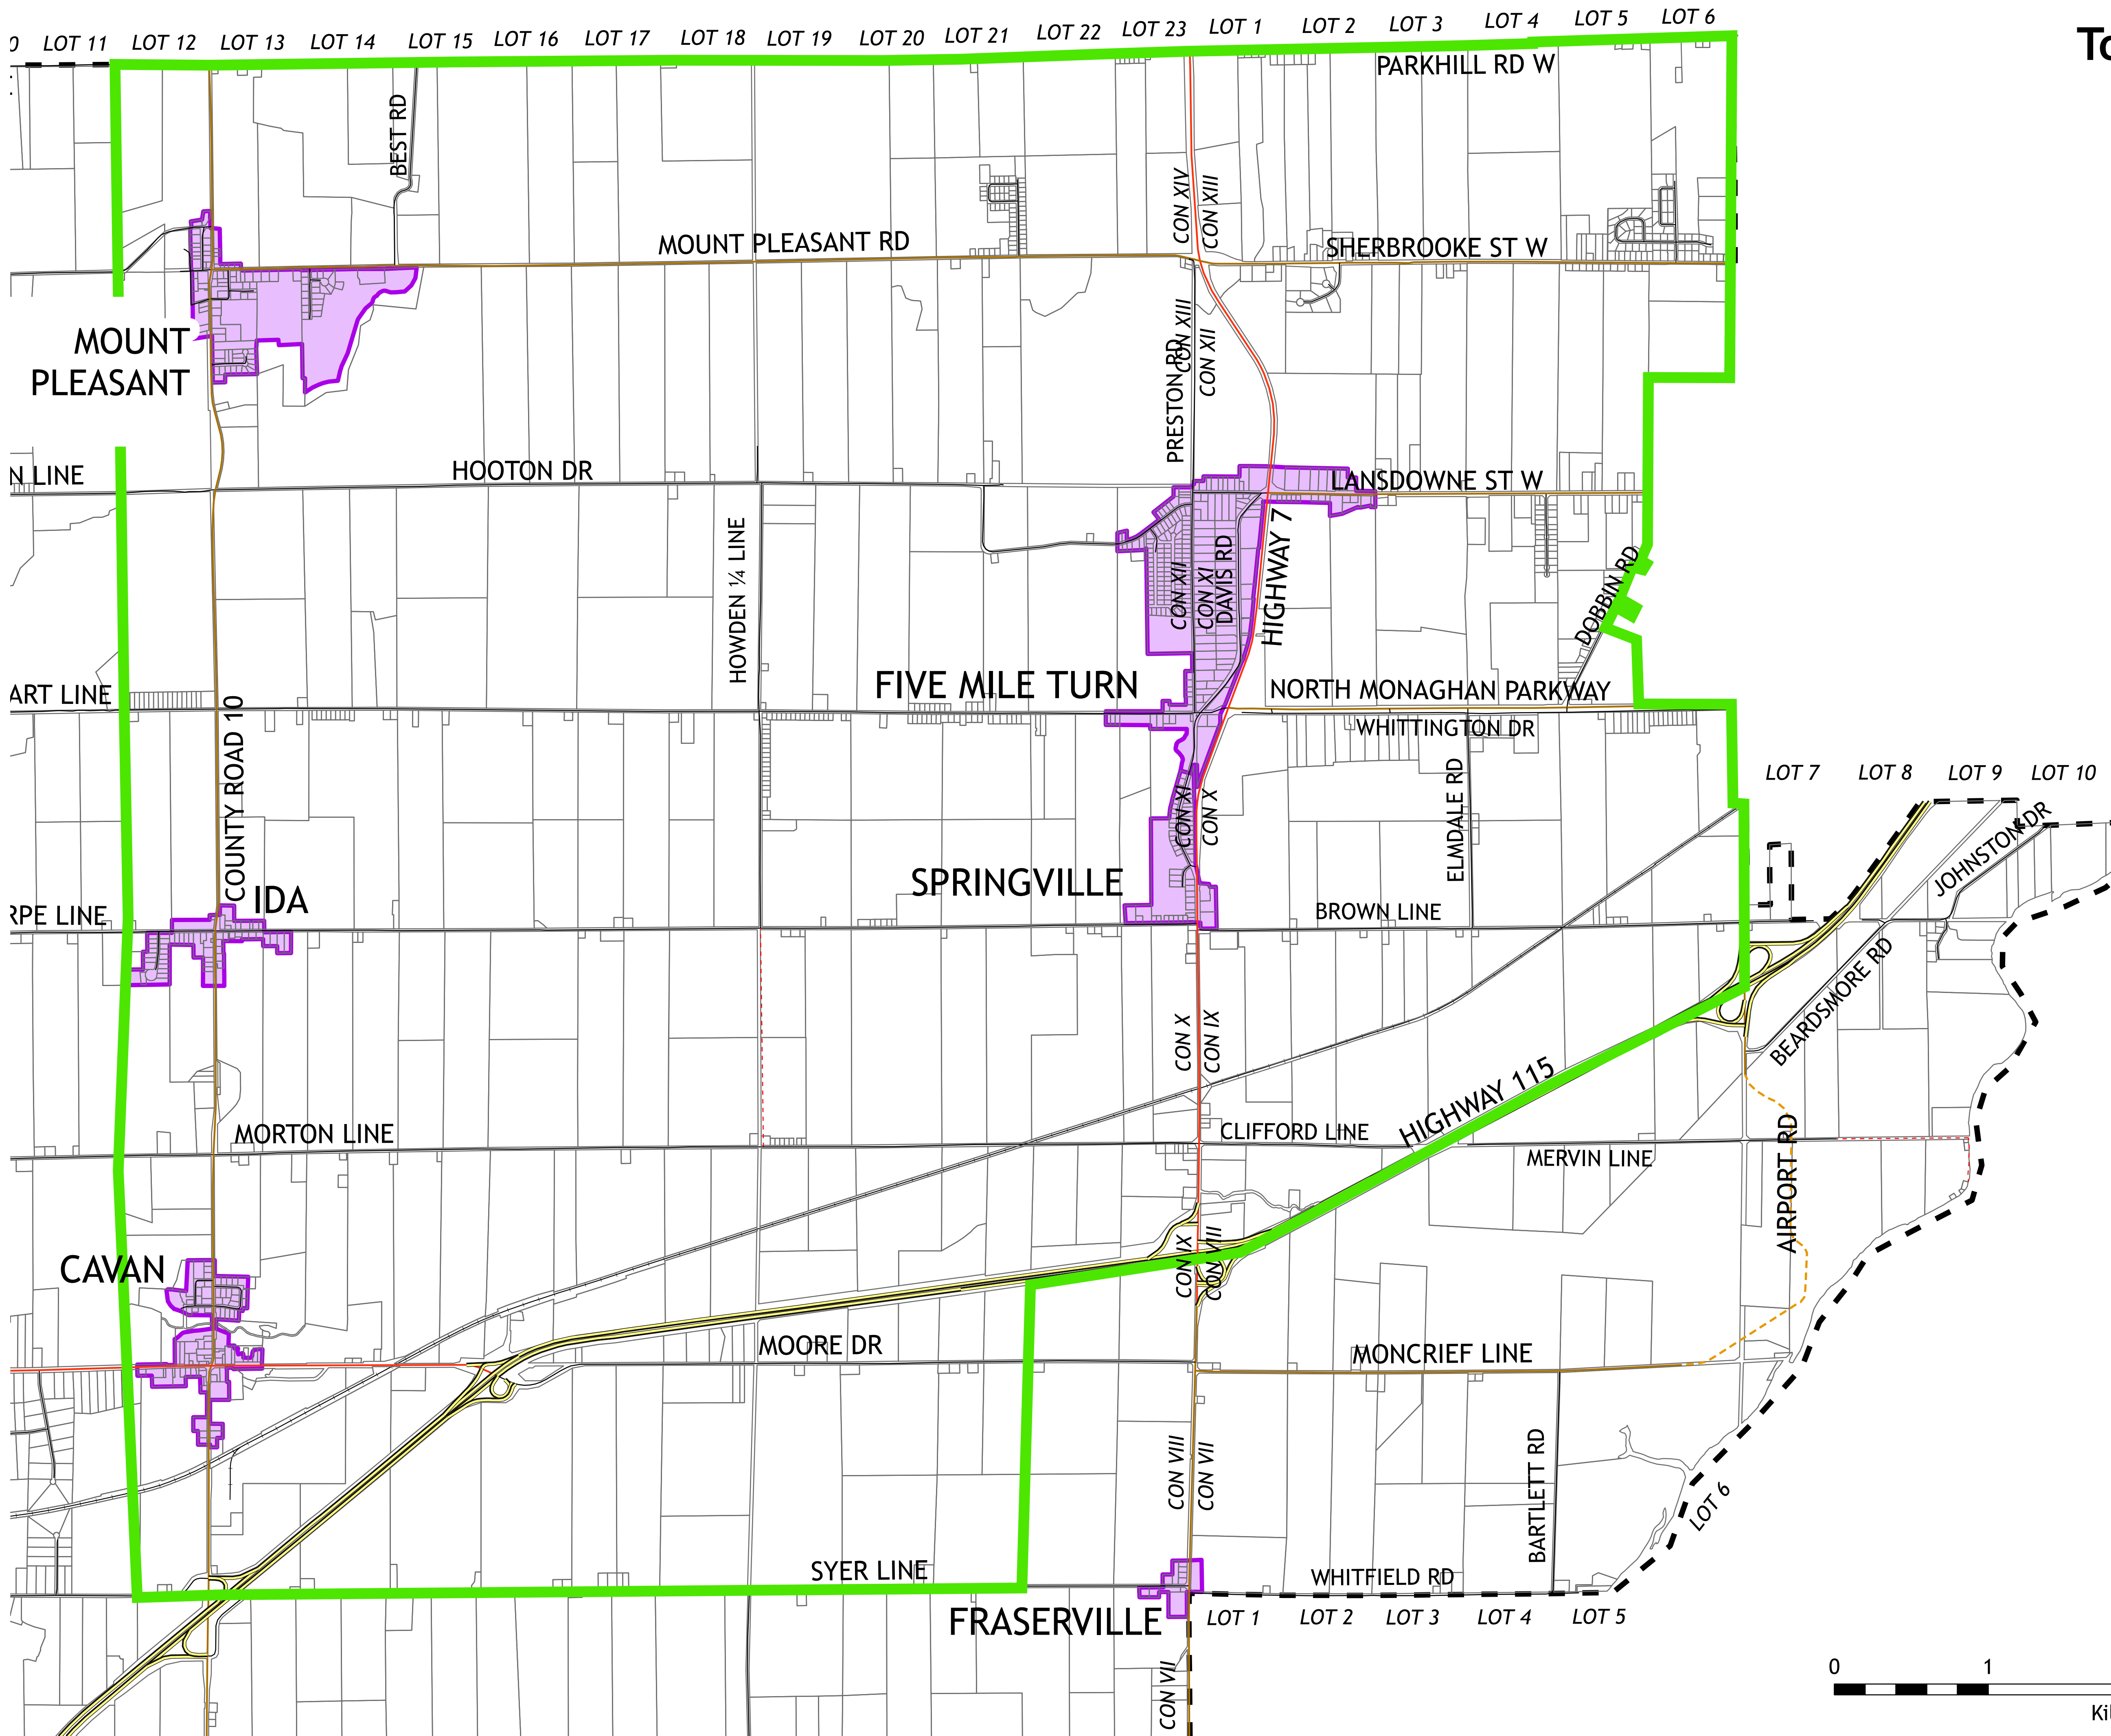 0
LOT 11
LOT 12
LOT 13
LOT 14
LOT 15
LOT 16
LOT 17
LOT 18
LOT 19
LOT 20
LOT 21
LOT 22
LOT 23
LOT 1
LOT 2
LOT 3
LOT 4
LOT 5
LOT 6
To
PARKHILL RD W
BEST RD
CON XIV
CON XIII
MOUNT PLEASANT RD
SHERBROOKE ST W
MOUNT
PLEASANT
CON XIII
CON XII
PRESTON RD
N LINE
HOOTON DR
LANSDOWNE ST W
HOWDEN ¼ LINE
CON XII
CON XI
DAVIS RD
HIGHWAY 7
DOBBIN RD
ART LINE
FIVE MILE TURN
NORTH MONAGHAN PARKWAY
WHITTINGTON DR
COUNTY ROAD 10
ELMDALE RD
CON XI
CON X
LOT 7
LOT 8
LOT 9
LOT 10
JOHNSTON DR
IDA
SPRINGVILLE
RPE LINE
BROWN LINE
BEARDSMORE RD
CON X
CON IX
HIGHWAY 115
MORTON LINE
CLIFFORD LINE
MERVIN LINE
AIRPORT RD
CAVAN
CON IX
CON VIII
MOORE DR
MONCRIEF LINE
CON VIII
CON VII
BARTLETT RD
LOT 6
SYER LINE
WHITFIELD RD
FRASERVILLE
LOT 1
LOT 2
LOT 3
LOT 4
LOT 5
CON VII
0
1
Kil